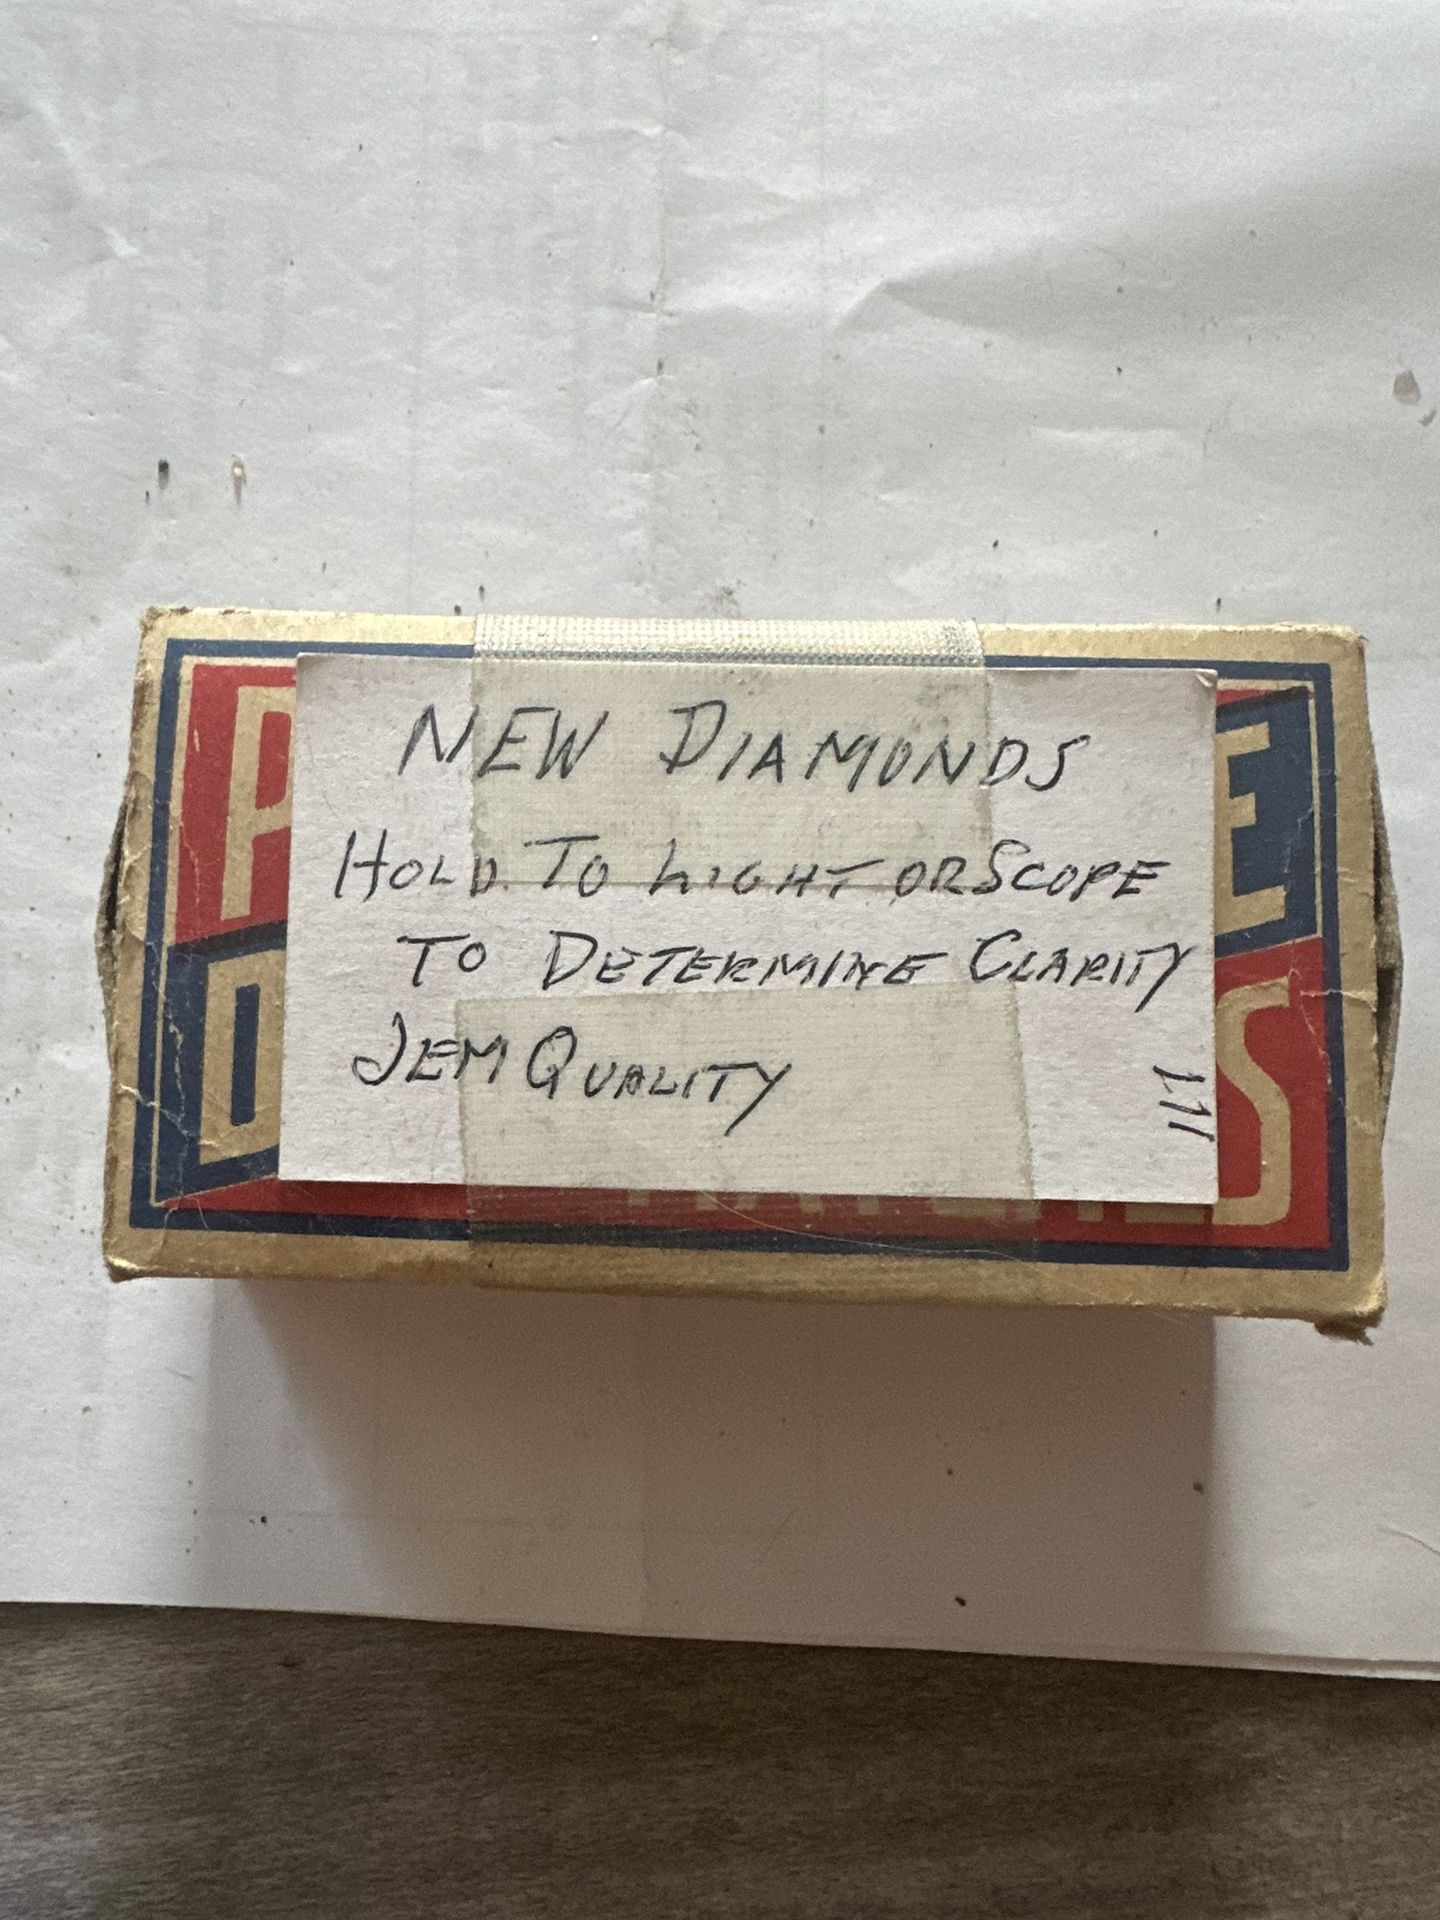 NEW DIAMONDS
HOLD TO LIGHT OR SCOPE
TO DETERMINE CLARITY
JEM QUALITY
P
E
D
S